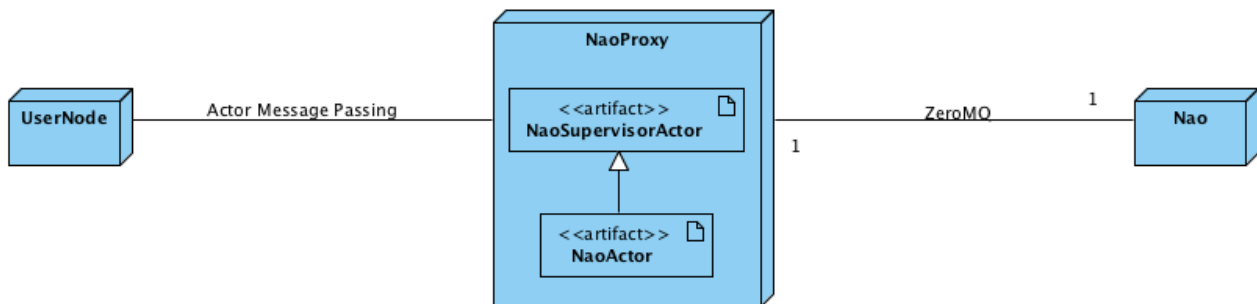 NaoProxy
<<artifact>>
NaoSupervisorActor
UserNode
Actor Message Passing
ZeroMQ
1
1
Nao
<<artifact>>
NaoActor